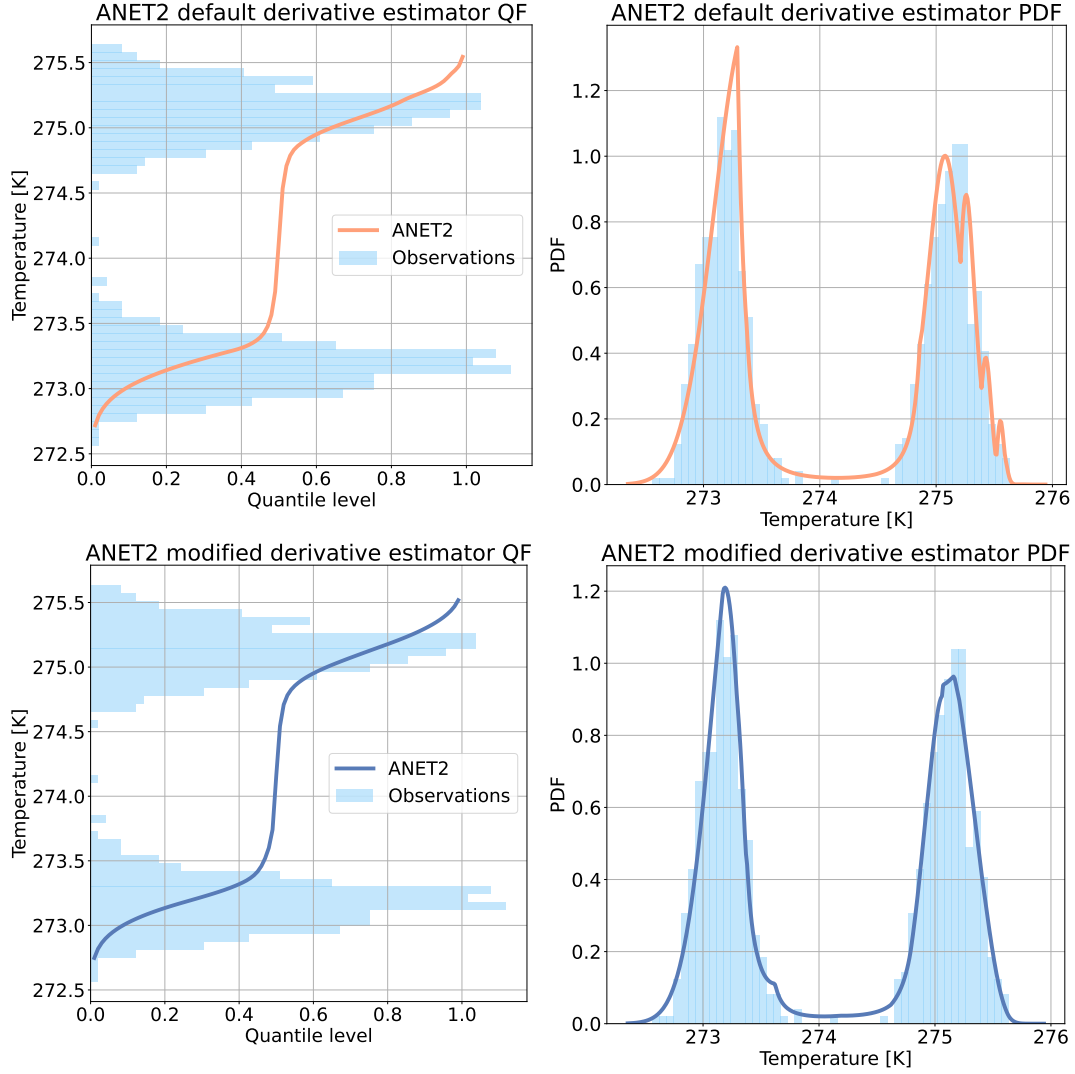 ANET2 default derivative estimator QF
275.5
275.0
274.5
274.0
273.5
273.0
272.5
Temperature [K]
ANET2
Observations
0.0 0.2 0.4 0.6 0.8 1.0
Quantile level
ANET2 default derivative estimator PDF
1.2
1.0
0.8
0.6
0.4
0.2
0.0
PDF
273 274 275 276
Temperature [K]
ANET2 modified derivative estimator QF
275.5
275.0
274.5
274.0
273.5
273.0
272.5
Temperature [K]
ANET2
Observations
0.0 0.2 0.4 0.6 0.8 1.0
Quantile level
ANET2 modified derivative estimator PDF
1.2
1.0
0.8
0.6
0.4
0.2
0.0
PDF
273 274 275 276
Temperature [K]